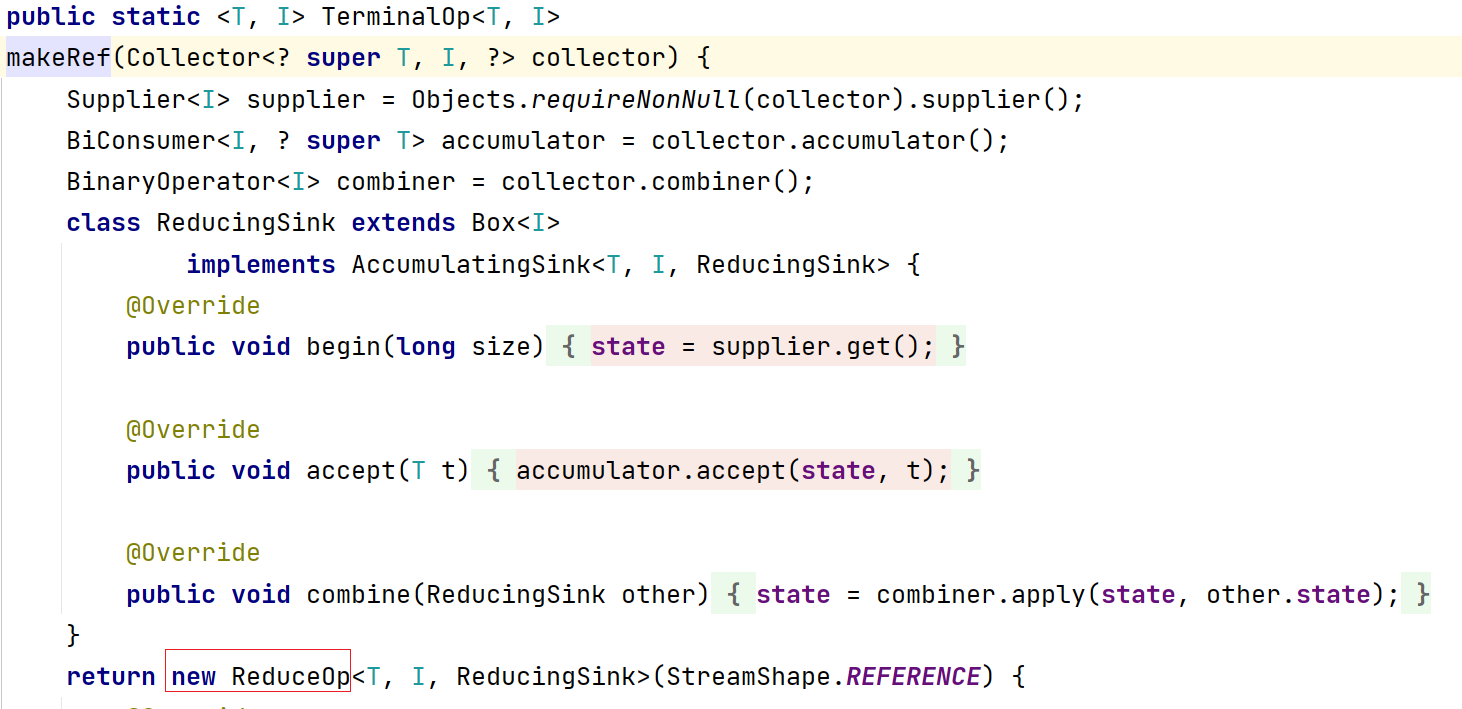 public static <T, I> TerminalOp<T, I>
makeRef(Collector<? super T, I, ?> collector) {
    Supplier<I> supplier = Objects.requireNonNull(collector).supplier();
    BiConsumer<I, ? super T> accumulator = collector.accumulator();
    BinaryOperator<I> combiner = collector.combiner();
    class ReducingSink extends Box<I>
            implements AccumulatingSink<T, I, ReducingSink> {
        @Override
        public void begin(long size) { state = supplier.get(); }
        @Override
        public void accept(T t) { accumulator.accept(state, t); }
        @Override
        public void combine(ReducingSink other) { state = combiner.apply(state, other.state); }
    }
    return new ReduceOp<T, I, ReducingSink>(StreamShape.REFERENCE) {